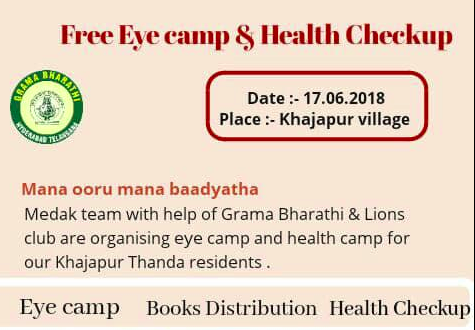 Free Eye camp & Health Checkup
GRAMA BHARATHI
HYDERABAD TELANGANA
Date :- 17.06.2018
Place :- Khajapur village
Mana ooru mana baadyatha
Medak team with help of Grama Bharathi & Lions
club are organising eye camp and health camp for
our Khajapur Thanda residents .
Eye camp Books Distribution Health Checkup